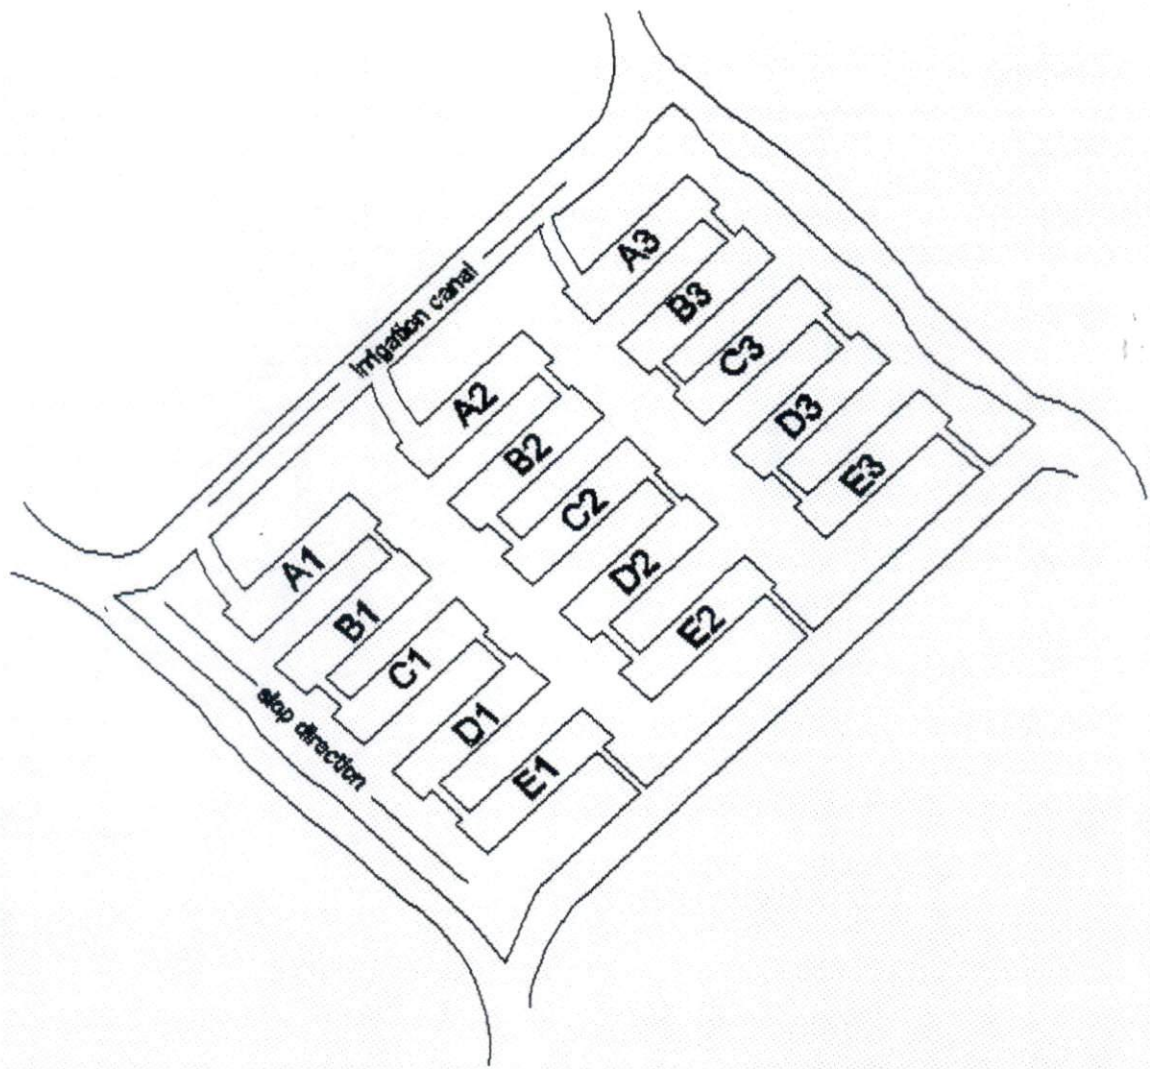 A3
B3
Irrigation canal
C3
A2
D3
B2
E3
C2
A1
D2
B1
E2
C1
slop direction
D1
E1